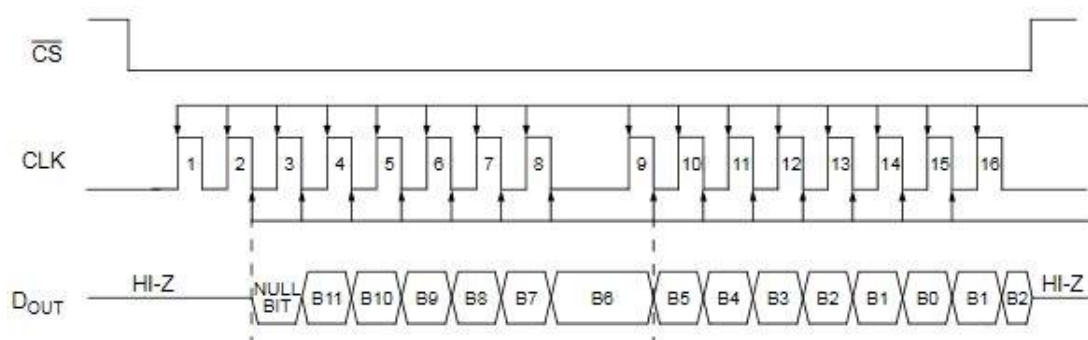 CS
CLK 1 2 3 4 5 6 7 8 9 10 11 12 13 14 15 16
DOUT HI-Z NULL BIT B11 B10 B9 B8 B7 B6 B5 B4 B3 B2 B1 B0 B1 B2 HI-Z